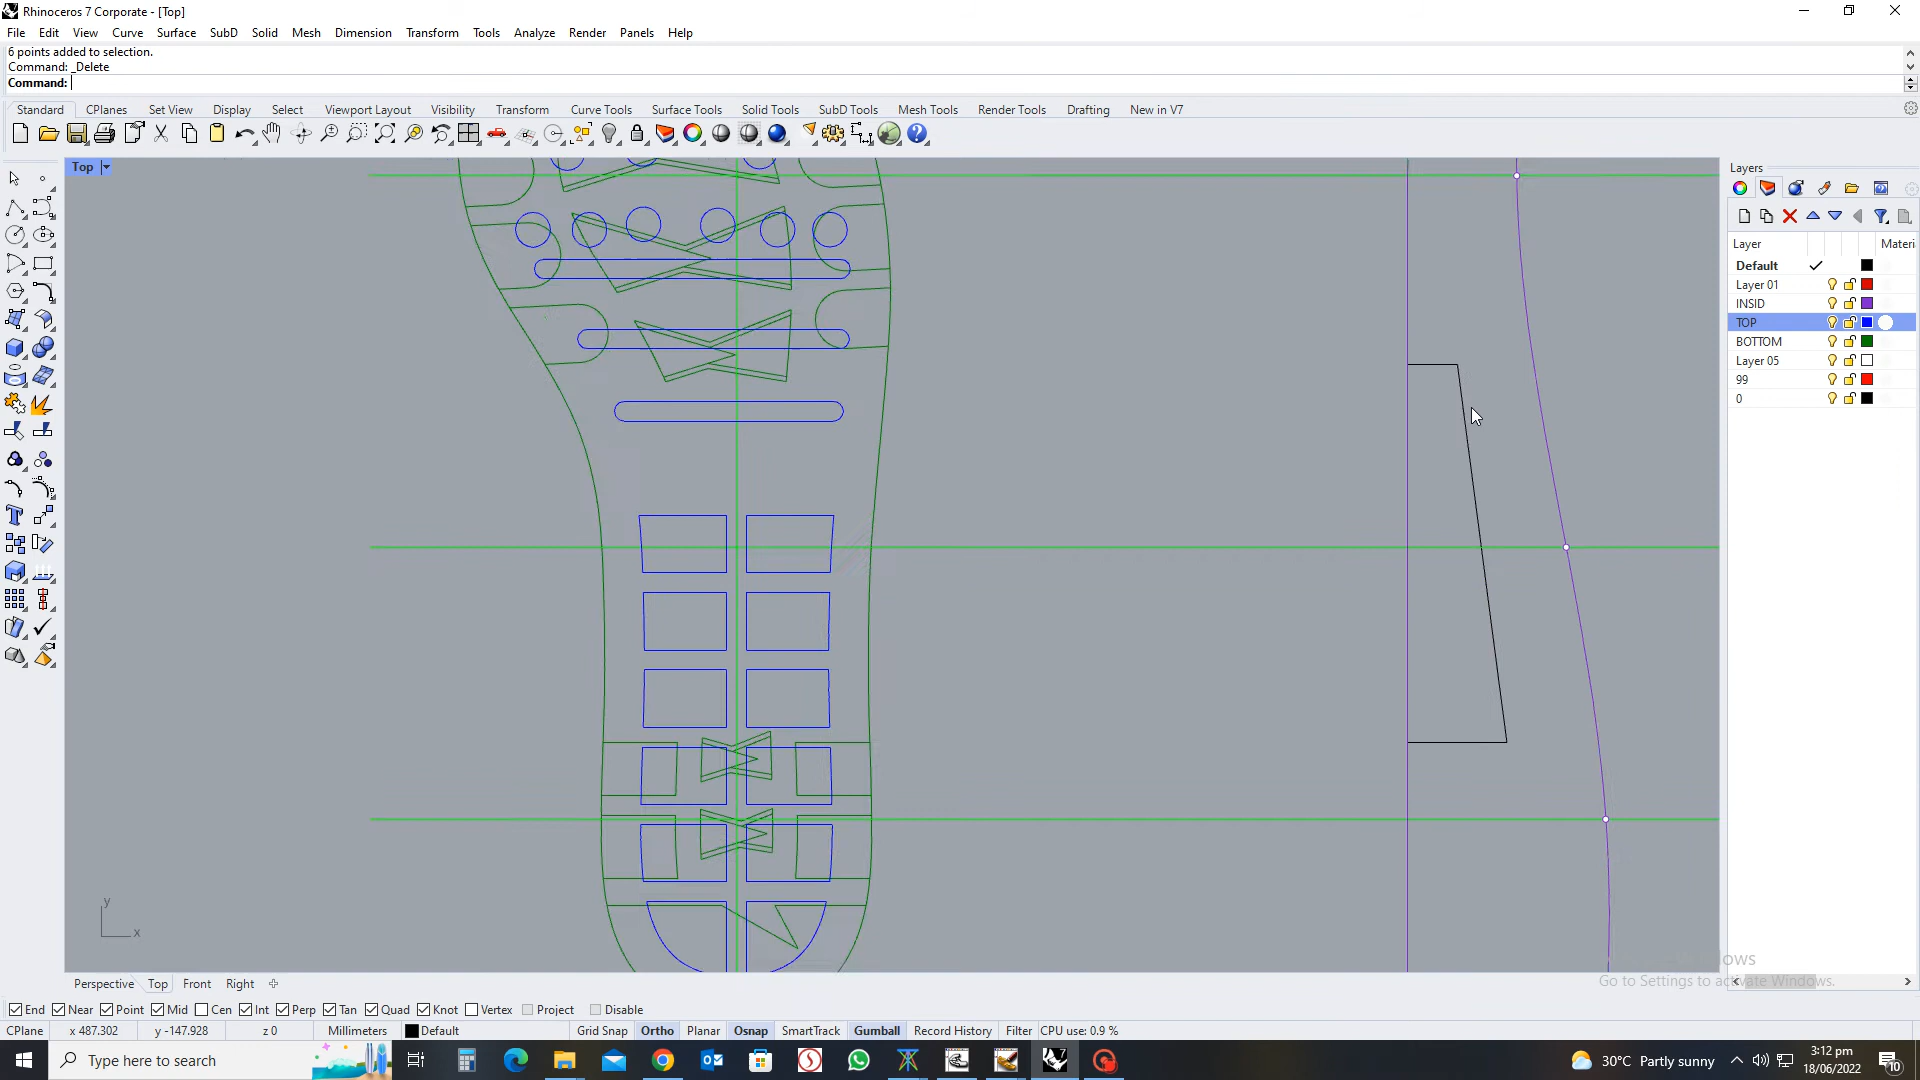 Rhinoceros 7 Corporate - [Top]
File Edit View Curve Surface SubD Solid Mesh Dimension Transform Tools Analyze Render Panels Help
6 points added to selection.
Command: _Delete
Command:
Standard CPlanes Set View Display Select Viewport Layout Visibility Transform Curve Tools Surface Tools Solid Tools SubD Tools Mesh Tools Render Tools Drafting New in V7
Top
Layers
Layer Materi
Default
Layer 01
INSID
TOP
BOTTOM
Layer 05
99
0
y
x
Go to Settings to activate Windows.
Perspective Top Front Right
End Near Point Mid Cen Int Perp Tan Quad Knot Vertex Project Disable
CPlane x 487.302 y -147.928 z 0 Millimeters Default Grid Snap Ortho Planar Osnap SmartTrack Gumball Record History Filter CPU use: 0.9 %
Type here to search
30°C Partly sunny
3:12 pm
18/06/2022
10